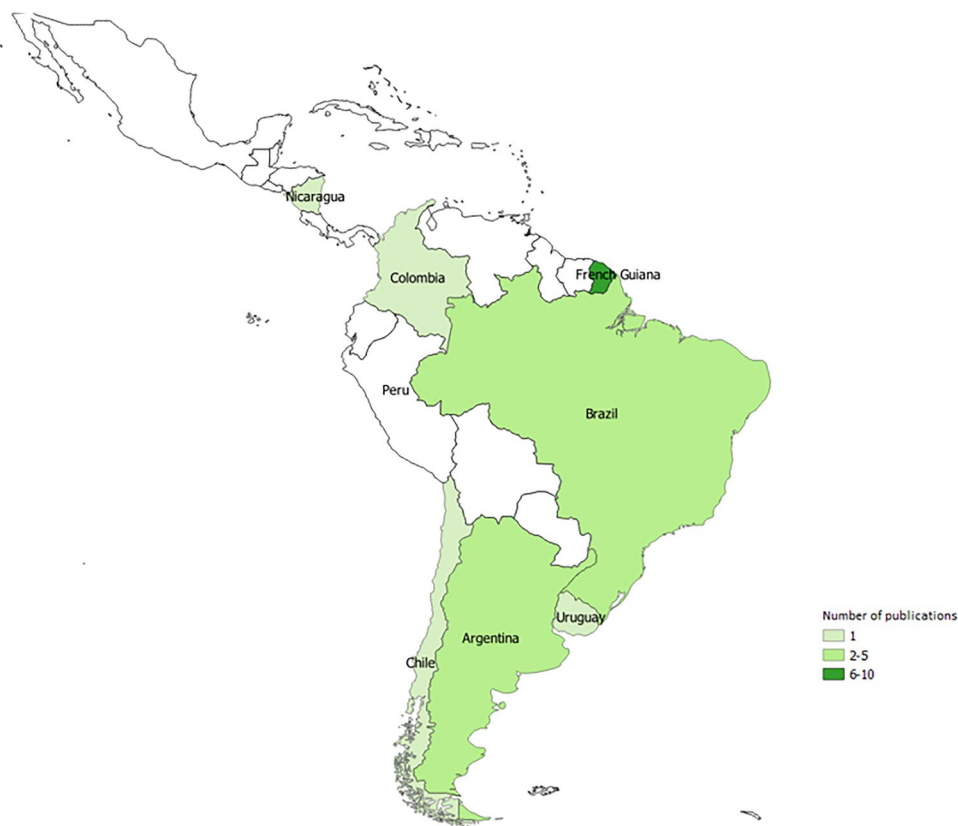 Nicaragua
Colombia
French Guiana
Peru
Brazil
Uruguay
Argentina
Chile
Number of publications
1
2-5
6-10